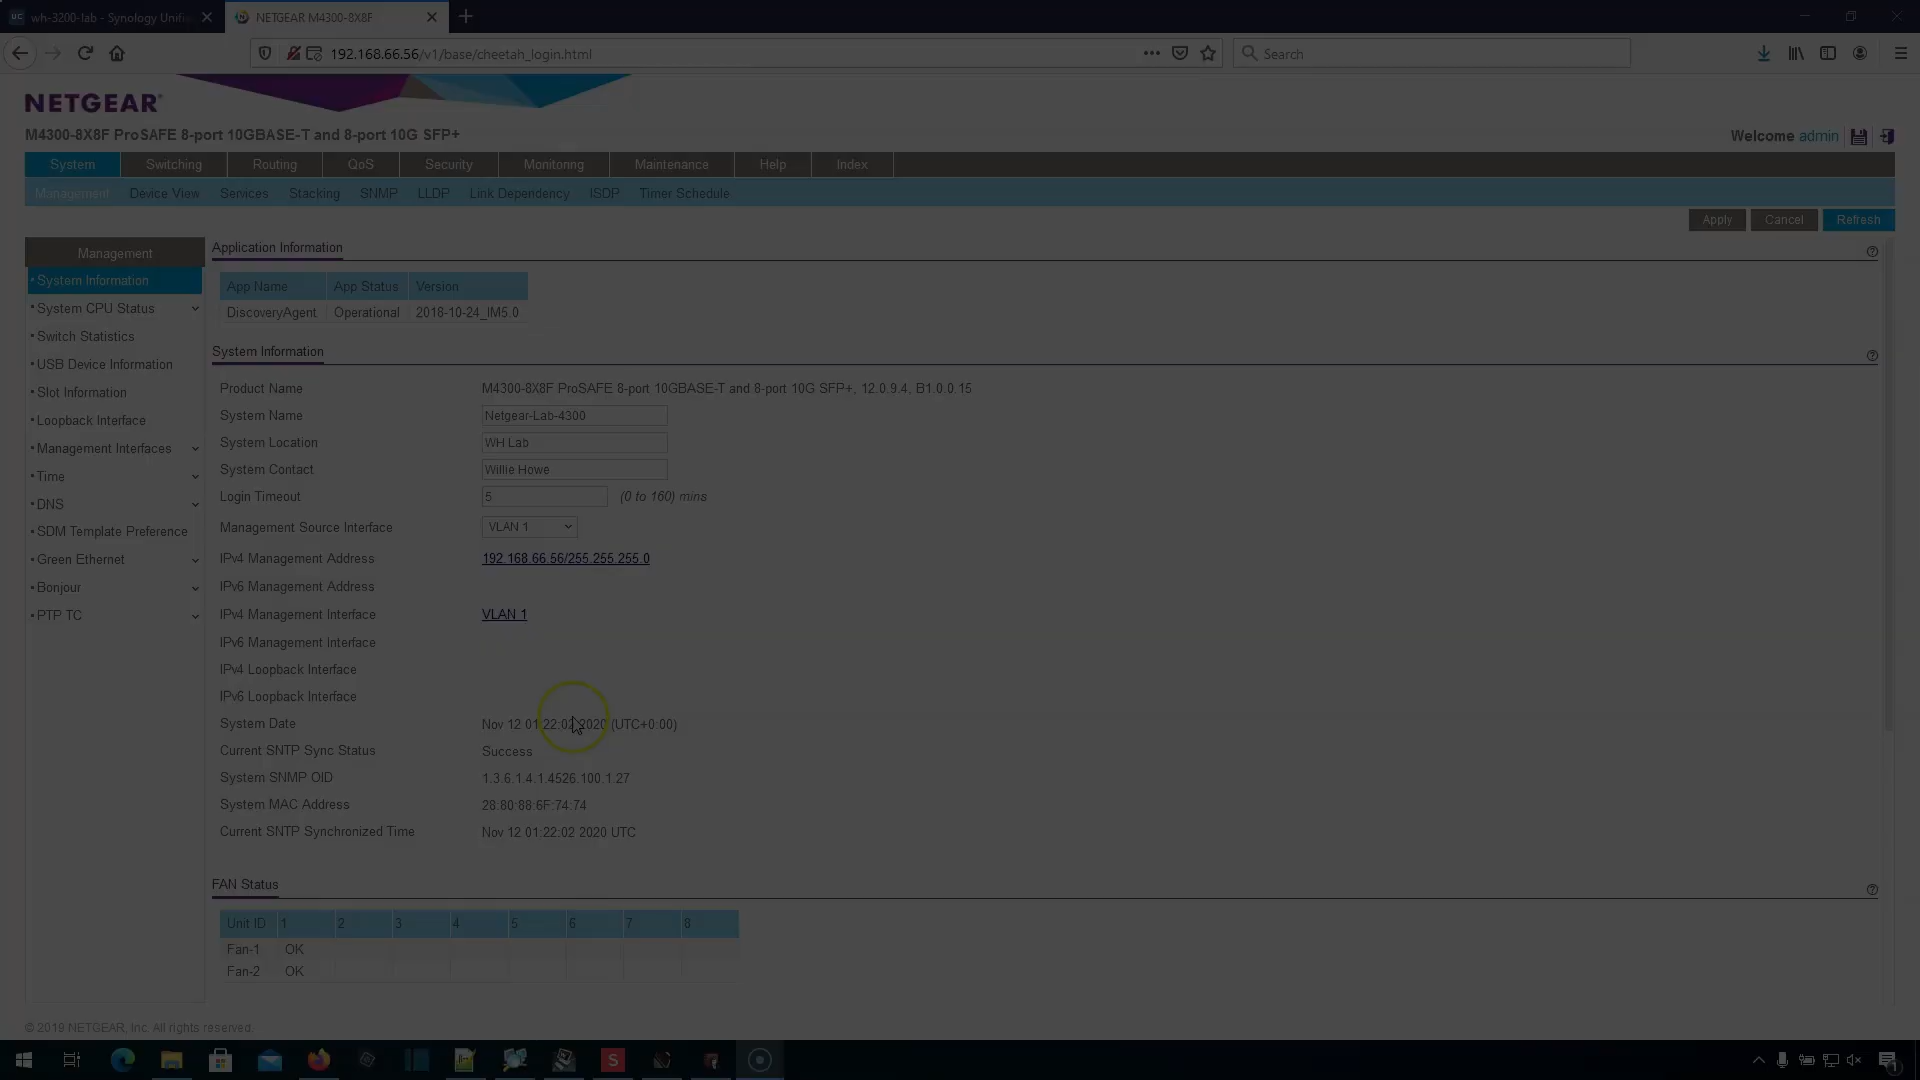 wh-3200-lab - Synology Unifi
NETGEAR M4300-8X8F
192.168.66.56/v1/base/cheetah_login.html
Search
NETGEAR
M4300-8X8F ProSAFE 8-port 10GBASE-T and 8-port 10G SFP+
Welcome admin
System Switching Routing QoS Security Monitoring Maintenance Help Index
Management Device View Services Stacking SNMP LLDP Link Dependency ISDP Timer Schedule
Apply Cancel Refresh
Management
System Information
System CPU Status
Switch Statistics
USB Device Information
Slot Information
Loopback Interface
Management Interfaces
Time
DNS
SDM Template Preference
Green Ethernet
Bonjour
PTP TC
Application Information
App Name App Status Version
DiscoveryAgent Operational 2018-10-24_IM5.0
System Information
Product Name M4300-8X8F ProSAFE 8-port 10GBASE-T and 8-port 10G SFP+, 12.0.9.4, B1.0.0.15
System Name Netgear-Lab-4300
System Location WH Lab
System Contact Willie Howe
Login Timeout 5 (0 to 160) mins
Management Source Interface VLAN 1
IPv4 Management Address 192.168.66.56/255.255.255.0
IPv6 Management Address
IPv4 Management Interface VLAN 1
IPv6 Management Interface
IPv4 Loopback Interface
IPv6 Loopback Interface
System Date Nov 12 01:22:02 2020 (UTC+0:00)
Current SNTP Sync Status Success
System SNMP OID 1.3.6.1.4.1.4526.100.1.27
System MAC Address 28:80:88:6F:74:74
Current SNTP Synchronized Time Nov 12 01:22:02 2020 UTC
FAN Status
Unit ID 1 2 3 4 5 6 7 8
Fan-1 OK
Fan-2 OK
© 2019 NETGEAR, Inc. All rights reserved.